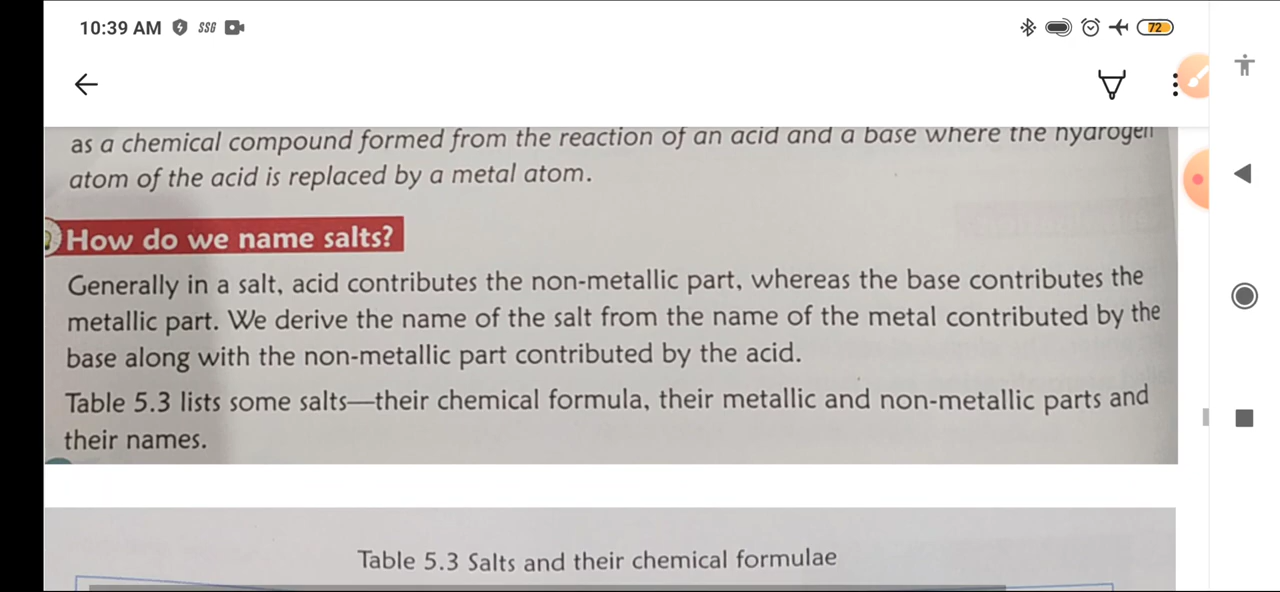 10:39 AM SSG 72
as a chemical compound formed from the reaction of an acid and a base where the hydrogen
atom of the acid is replaced by a metal atom.
How do we name salts?
Generally in a salt, acid contributes the non-metallic part, whereas the base contributes the
metallic part. We derive the name of the salt from the name of the metal contributed by the
base along with the non-metallic part contributed by the acid.
Table 5.3 lists some salts—their chemical formula, their metallic and non-metallic parts and
their names.
Table 5.3 Salts and their chemical formulae